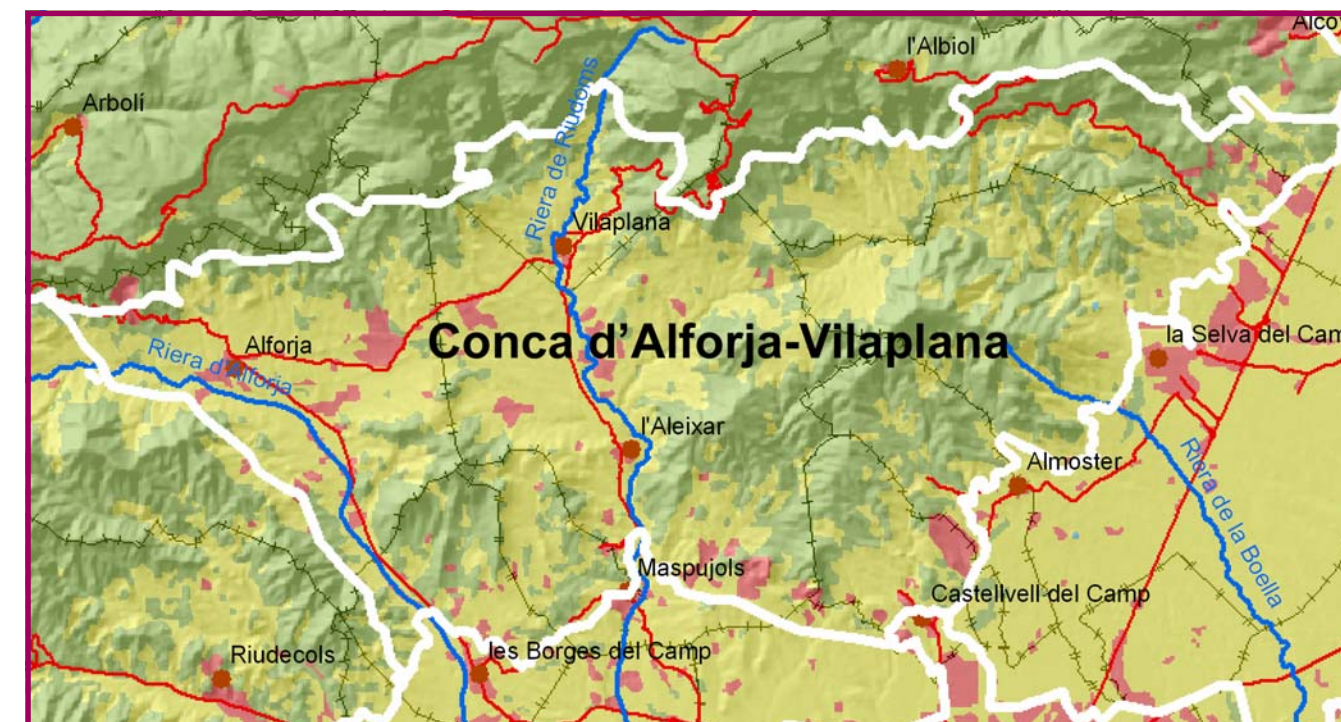 Alco
l'Albiol
Arbolí
Riera de Riudoms
Vilaplana
Conca d'Alforja-Vilaplana
la Selva del Cam
Alforja
Riera d'Alforja
l'Aleixar
Almoster
Riera de la Boella
Maspujols
Castellvell del Camp
les Borges del Camp
Riudecols